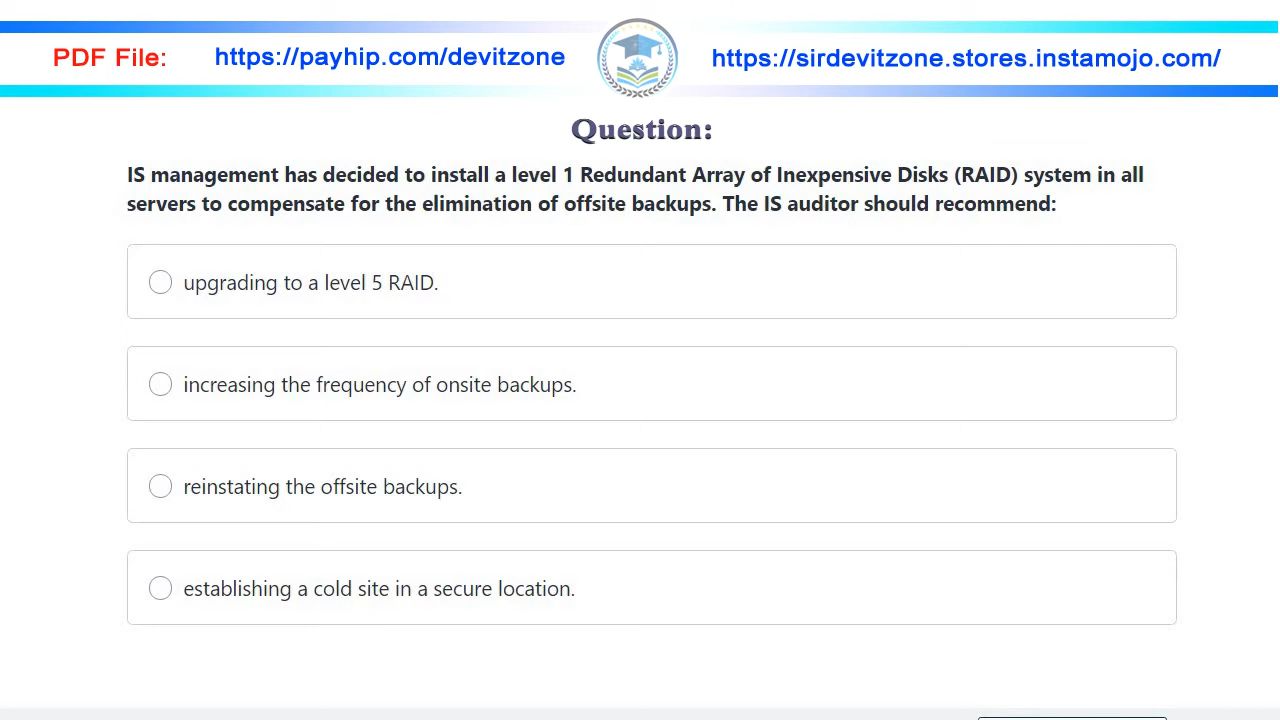 PDF File: https://payhip.com/devitzone https://sirdevitzone.stores.instamojo.com/
Question:
IS management has decided to install a level 1 Redundant Array of Inexpensive Disks (RAID) system in all
servers to compensate for the elimination of offsite backups. The IS auditor should recommend:
upgrading to a level 5 RAID.
increasing the frequency of onsite backups.
reinstating the offsite backups.
establishing a cold site in a secure location.